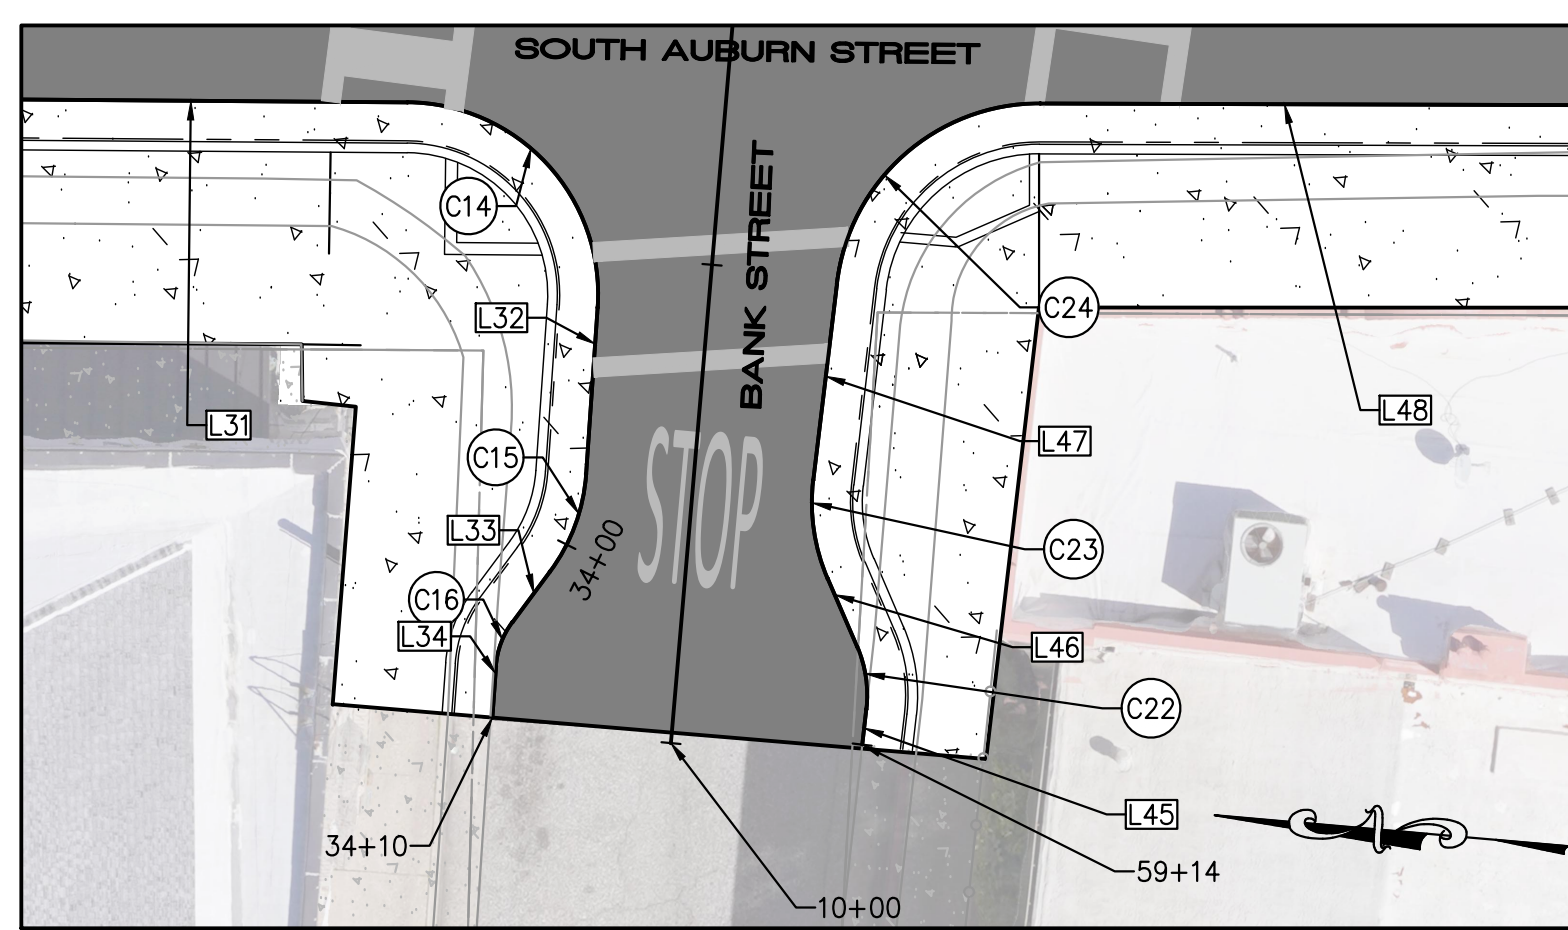 SOUTH AUBURN STREET
BANK STREET
C14
C24
L32
L31
L48
L47
C15
STOP
L33
34+00
C23
C16
L34
L46
C22
L45
34+10
59+14
10+00